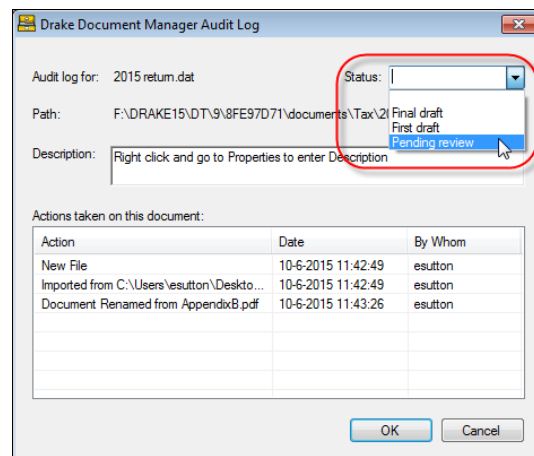 Drake Document Manager Audit Log
Audit log for: 2015 return.dat Status:
Path: F:\DRAKE15\DT\9\8FE97D71\documents\Tax\20
Final draft
First draft
Pending review
Description: Right click and go to Properties to enter Description
Actions taken on this document:
Action Date By Whom
New File 10-6-2015 11:42:49 esutton
Imported from C:\Users\esutton\Deskto... 10-6-2015 11:42:49 esutton
Document Renamed from AppendixB.pdf 10-6-2015 11:43:26 esutton
OK Cancel